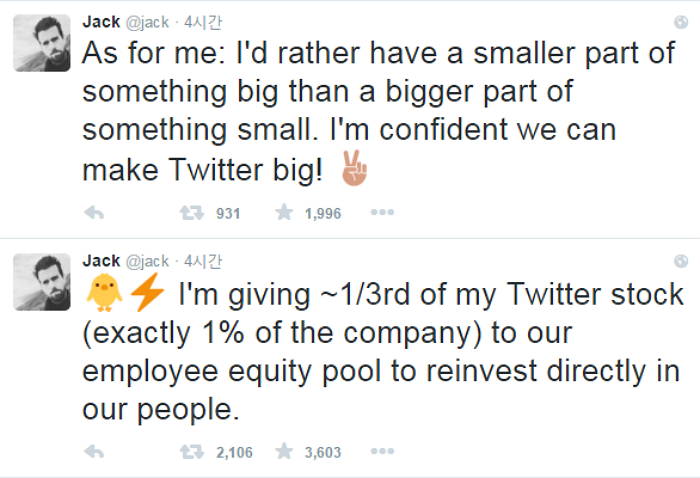 Jack @jack · 4시간
As for me: I'd rather have a smaller part of
something big than a bigger part of
something small. I'm confident we can
make Twitter big! ✌
931 1,996
Jack @jack · 4시간
🐥⚡ I'm giving ~1/3rd of my Twitter stock
(exactly 1% of the company) to our
employee equity pool to reinvest directly in
our people.
2,106 3,603